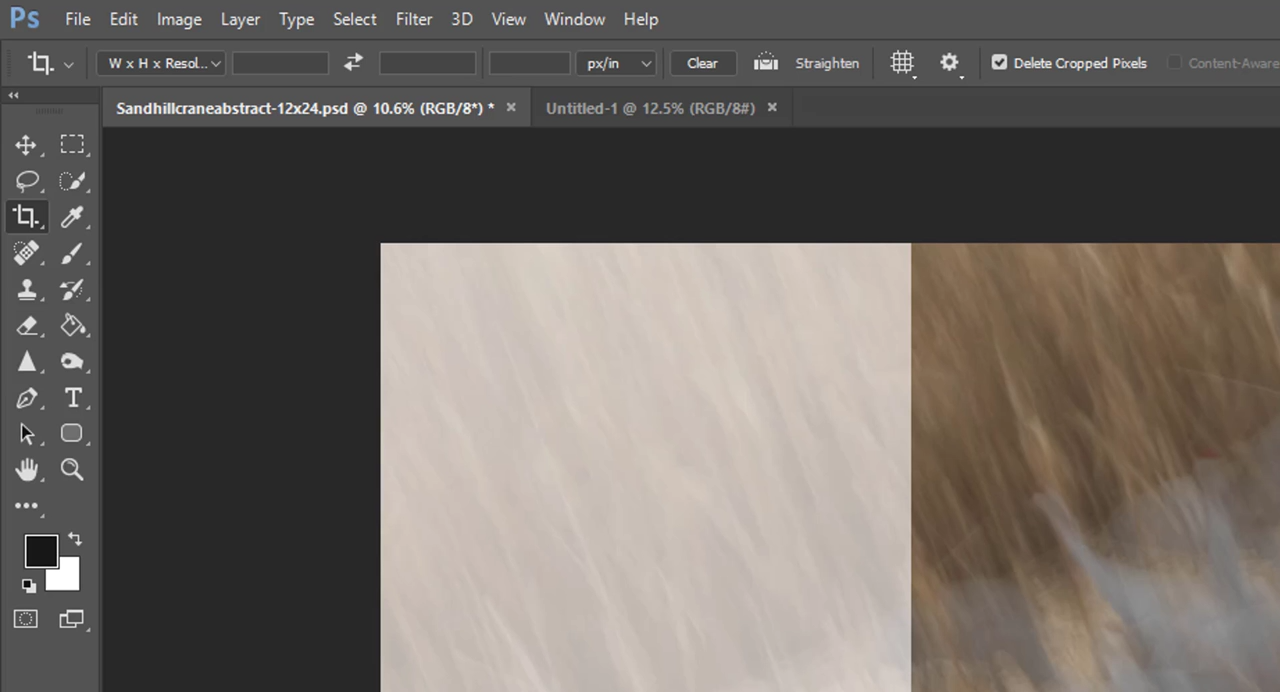 Ps File Edit Image Layer Type Select Filter 3D View Window Help
W x H x Resol... px/in Clear Straighten Delete Cropped Pixels Content-Aware
Sandhillcraneabstract-12x24.psd @ 10.6% (RGB/8*) * × Untitled-1 @ 12.5% (RGB/8#) ×
T